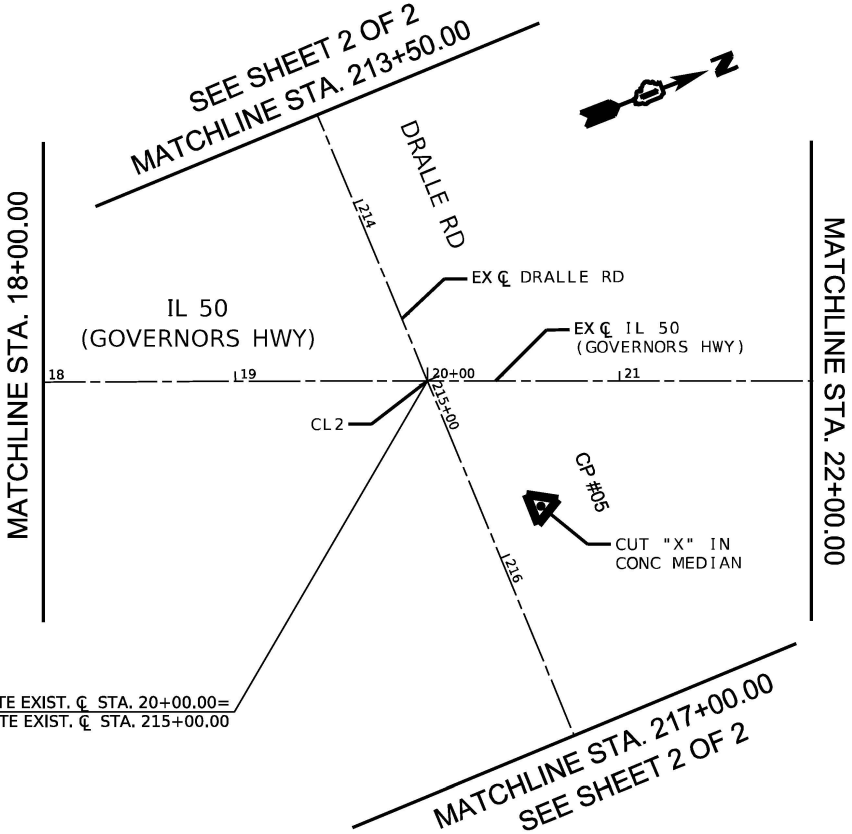 SEE SHEET 2 OF 2
MATCHLINE STA. 213+50.00
N
DRALLE RD
214
MATCHLINE STA. 18+00.00
MATCHLINE STA. 22+00.00
EX ℄ DRALLE RD
IL 50
(GOVERNORS HWY)
EX ℄ IL 50
(GOVERNORS HWY)
18
19
20+00
21
215+00
CL2
CP #05
CUT "X" IN
CONC MEDIAN
216
TE EXIST. ℄ STA. 20+00.00=
TE EXIST. ℄ STA. 215+00.00
MATCHLINE STA. 217+00.00
SEE SHEET 2 OF 2